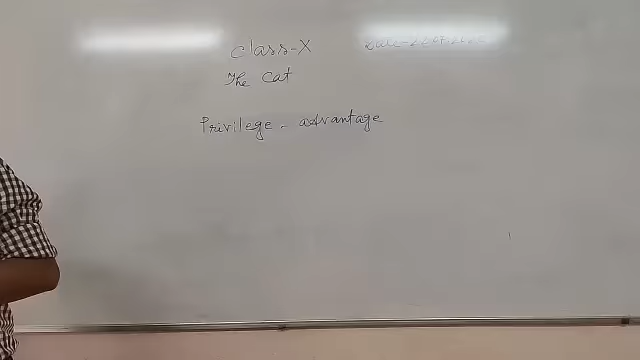 Class-X
The Cat
Privilege - advantage